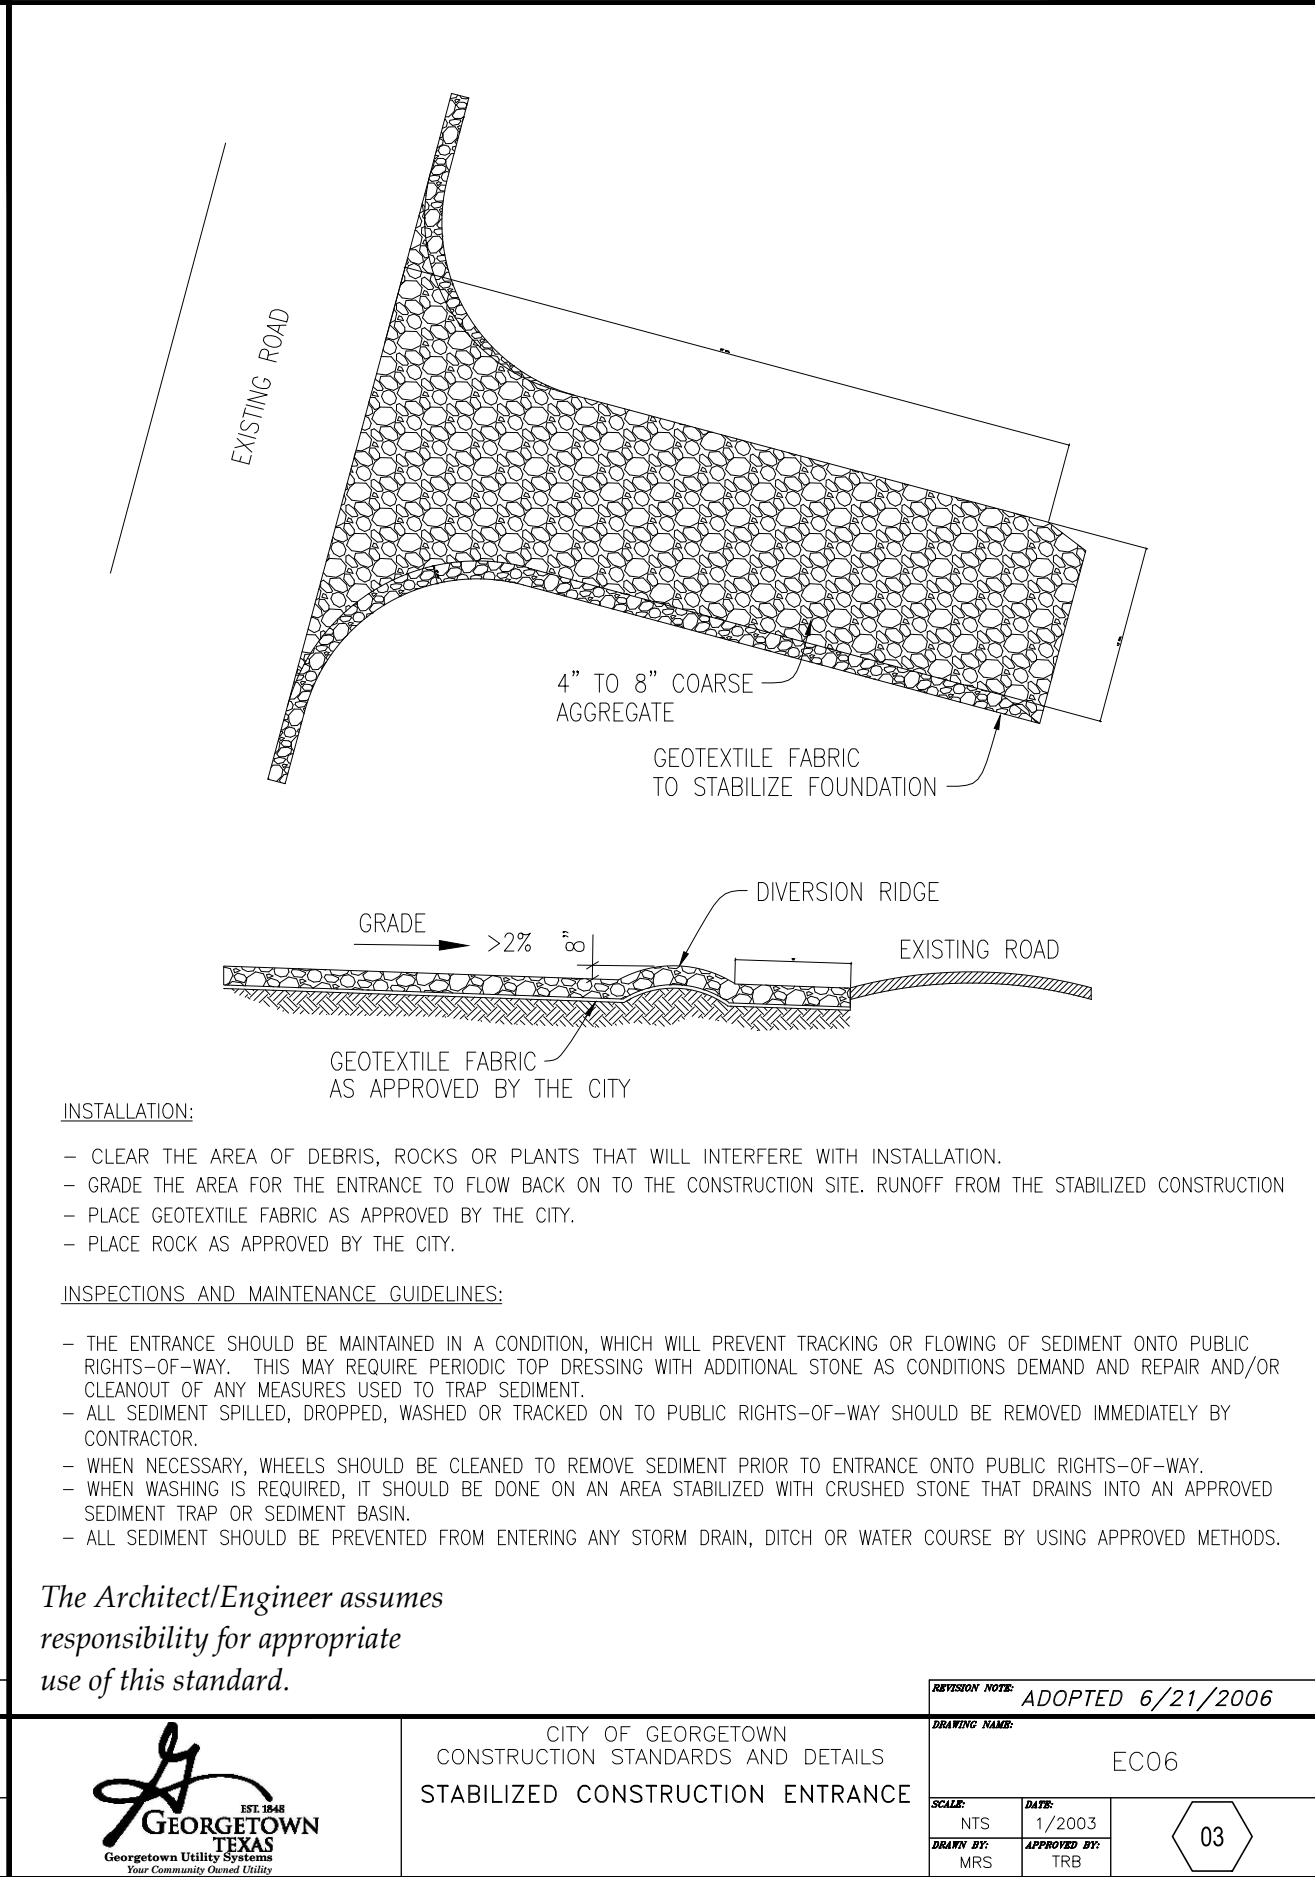 EXISTING ROAD
4” TO 8” COARSE
AGGREGATE
GEOTEXTILE FABRIC
TO STABILIZE FOUNDATION
DIVERSION RIDGE
GRADE
>2%
8"
EXISTING ROAD
GEOTEXTILE FABRIC
AS APPROVED BY THE CITY
INSTALLATION:
– CLEAR THE AREA OF DEBRIS, ROCKS OR PLANTS THAT WILL INTERFERE WITH INSTALLATION.
– GRADE THE AREA FOR THE ENTRANCE TO FLOW BACK ON TO THE CONSTRUCTION SITE. RUNOFF FROM THE STABILIZED CONSTRUCTION
– PLACE GEOTEXTILE FABRIC AS APPROVED BY THE CITY.
– PLACE ROCK AS APPROVED BY THE CITY.
INSPECTIONS AND MAINTENANCE GUIDELINES:
– THE ENTRANCE SHOULD BE MAINTAINED IN A CONDITION, WHICH WILL PREVENT TRACKING OR FLOWING OF SEDIMENT ONTO PUBLIC
RIGHTS–OF–WAY. THIS MAY REQUIRE PERIODIC TOP DRESSING WITH ADDITIONAL STONE AS CONDITIONS DEMAND AND REPAIR AND/OR
CLEANOUT OF ANY MEASURES USED TO TRAP SEDIMENT.
– ALL SEDIMENT SPILLED, DROPPED, WASHED OR TRACKED ON TO PUBLIC RIGHTS–OF–WAY SHOULD BE REMOVED IMMEDIATELY BY
CONTRACTOR.
– WHEN NECESSARY, WHEELS SHOULD BE CLEANED TO REMOVE SEDIMENT PRIOR TO ENTRANCE ONTO PUBLIC RIGHTS–OF–WAY.
– WHEN WASHING IS REQUIRED, IT SHOULD BE DONE ON AN AREA STABILIZED WITH CRUSHED STONE THAT DRAINS INTO AN APPROVED
SEDIMENT TRAP OR SEDIMENT BASIN.
– ALL SEDIMENT SHOULD BE PREVENTED FROM ENTERING ANY STORM DRAIN, DITCH OR WATER COURSE BY USING APPROVED METHODS.
The Architect/Engineer assumes
responsibility for appropriate
use of this standard.
REVISION NOTE: ADOPTED 6/21/2006
EST. 1848
GEORGETOWN
TEXAS
Georgetown Utility Systems
Your Community Owned Utility
CITY OF GEORGETOWN
CONSTRUCTION STANDARDS AND DETAILS
STABILIZED CONSTRUCTION ENTRANCE
DRAWING NAME:
EC06
SCALE:
NTS
DATE:
1/2003
DRAWN BY:
MRS
APPROVED BY:
TRB
03